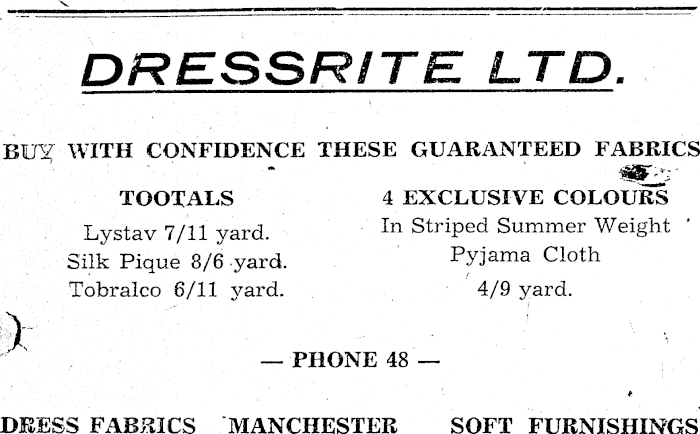 DRESSRITE LTD.
BUY WITH CONFIDENCE THESE GUARANTEED FABRICS
TOOTALS
Lystav 7/11 yard.
Silk Pique 8/6 yard.
Tobralco 6/11 yard.
4 EXCLUSIVE COLOURS
In Striped Summer Weight
Pyjama Cloth
4/9 yard.
— PHONE 48 —
DRESS FABRICS MANCHESTER SOFT FURNISHINGS